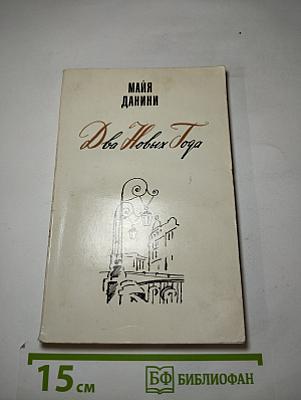 МАЙЯ
ДАНИНИ
Два Новых Года
15 см
БФ БИБЛИОФАН